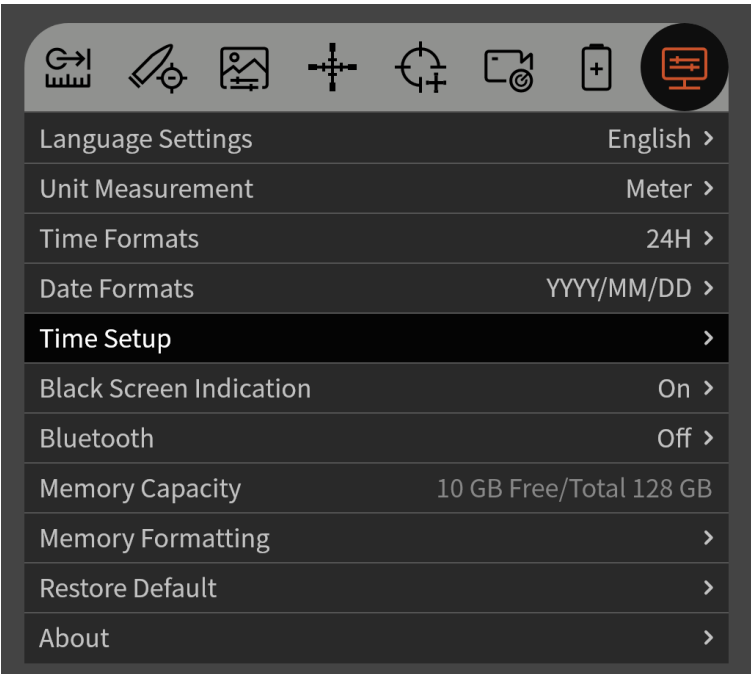 Language Settings English >
Unit Measurement Meter >
Time Formats 24H >
Date Formats YYYY/MM/DD >
Time Setup >
Black Screen Indication On >
Bluetooth Off >
Memory Capacity 10 GB Free/Total 128 GB
Memory Formatting >
Restore Default >
About >